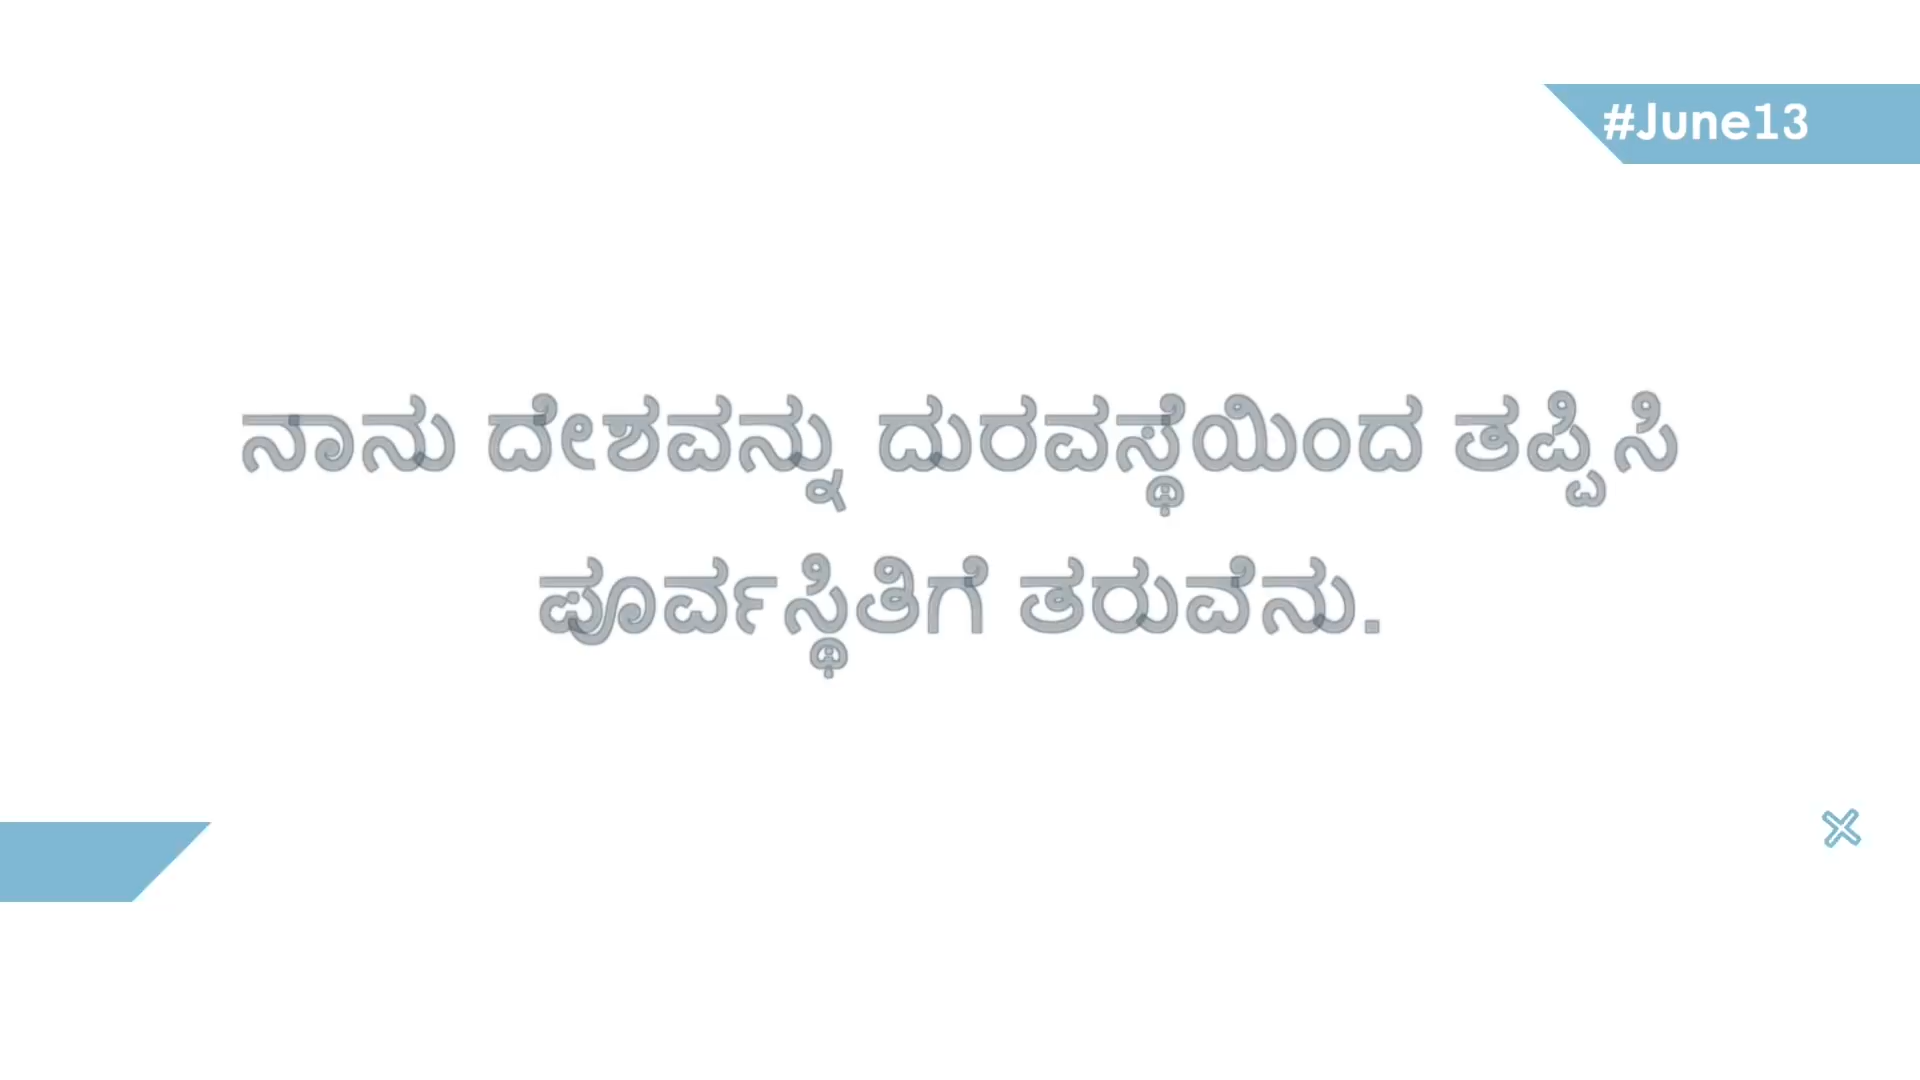 #June13
ನಾನು ದೇಶವನ್ನು ದುರವಸ್ಥೆಯಿಂದ ತಪ್ಪಿಸಿ
ಪೂರ್ವಸ್ಥಿತಿಗೆ ತರುವೆನು.